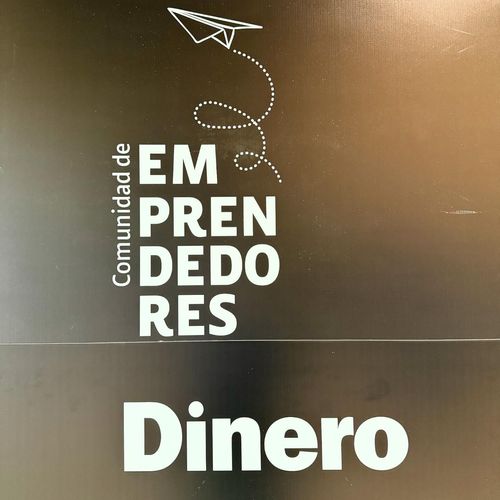 Comunidad de
EM
PREN
DEDO
RES
Dinero